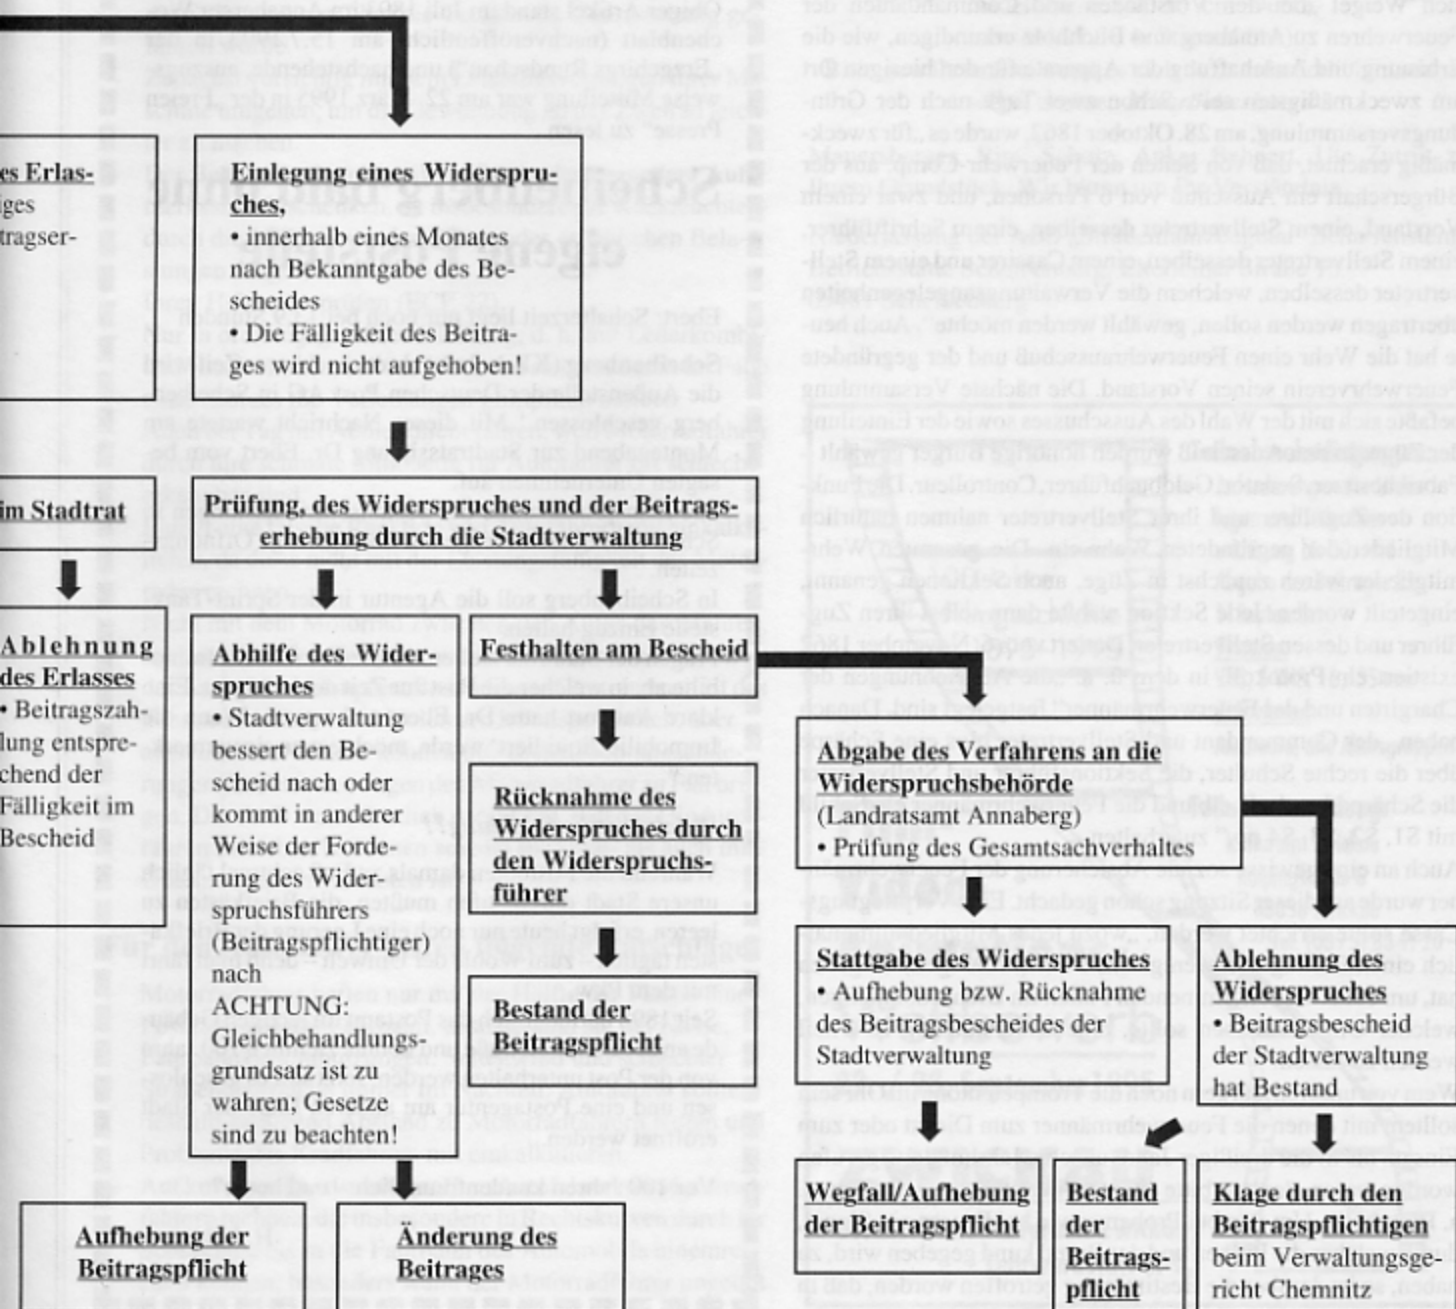 es Erlas-
iges
tragser-
Einlegung eines Widerspru-
ches,
• innerhalb eines Monates
nach Bekanntgabe des Be-
scheides
• Die Fälligkeit des Beitra-
ges wird nicht aufgehoben!
im Stadtrat
Prüfung, des Widerspruches und der Beitrags-
erhebung durch die Stadtverwaltung
Ablehnung
des Erlasses
• Beitragszah-
lung entspre-
chend der
Fälligkeit im
Bescheid
Abhilfe des Wider-
spruches
• Stadtverwaltung
bessert den Be-
scheid nach oder
kommt in anderer
Weise der Forde-
rung des Wider-
spruchsführers
(Beitragspflichtiger)
nach
ACHTUNG:
Gleichbehandlungs-
grundsatz ist zu
wahren; Gesetze
sind zu beachten!
Festhalten am Bescheid
Rücknahme des
Widerspruches durch
den Widerspruchs-
führer
Bestand der
Beitragspflicht
Abgabe des Verfahrens an die
Widerspruchsbehörde
(Landratsamt Annaberg)
• Prüfung des Gesamtsachverhaltes
Stattgabe des Widerspruches
• Aufhebung bzw. Rücknahme
des Beitragsbescheides der
Stadtverwaltung
Ablehnung des
Widerspruches
• Beitragsbescheid
der Stadtverwaltung
hat Bestand
Aufhebung der
Beitragspflicht
Änderung des
Beitrages
Wegfall/Aufhebung
der Beitragspflicht
Bestand
der
Beitrags-
pflicht
Klage durch den
Beitragspflichtigen
beim Verwaltungsge-
richt Chemnitz